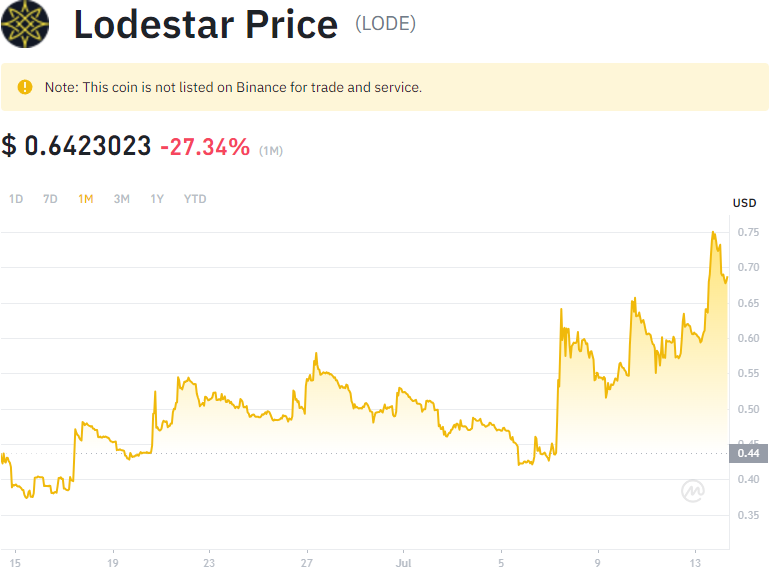 Lodestar Price (LODE)
Note: This coin is not listed on Binance for trade and service.
$ 0.6423023 -27.34% (1M)
1D 7D 1M 3M 1Y YTD
USD
0.75
0.70
0.65
0.60
0.55
0.50
0.45
0.44
0.40
0.35
15 19 23 27 Jul 5 9 13